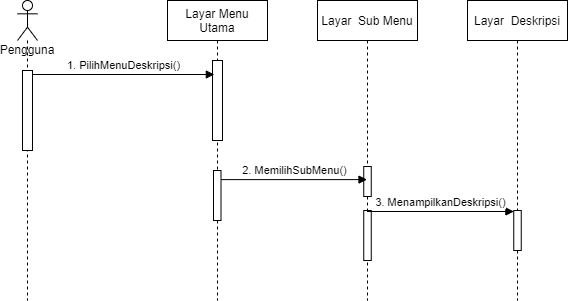 Layar Menu
Utama
Layar Sub Menu
Layar Deskripsi
Pengguna
1. PilihMenuDeskripsi()
2. MemilihSubMenu()
3. MenampilkanDeskripsi()